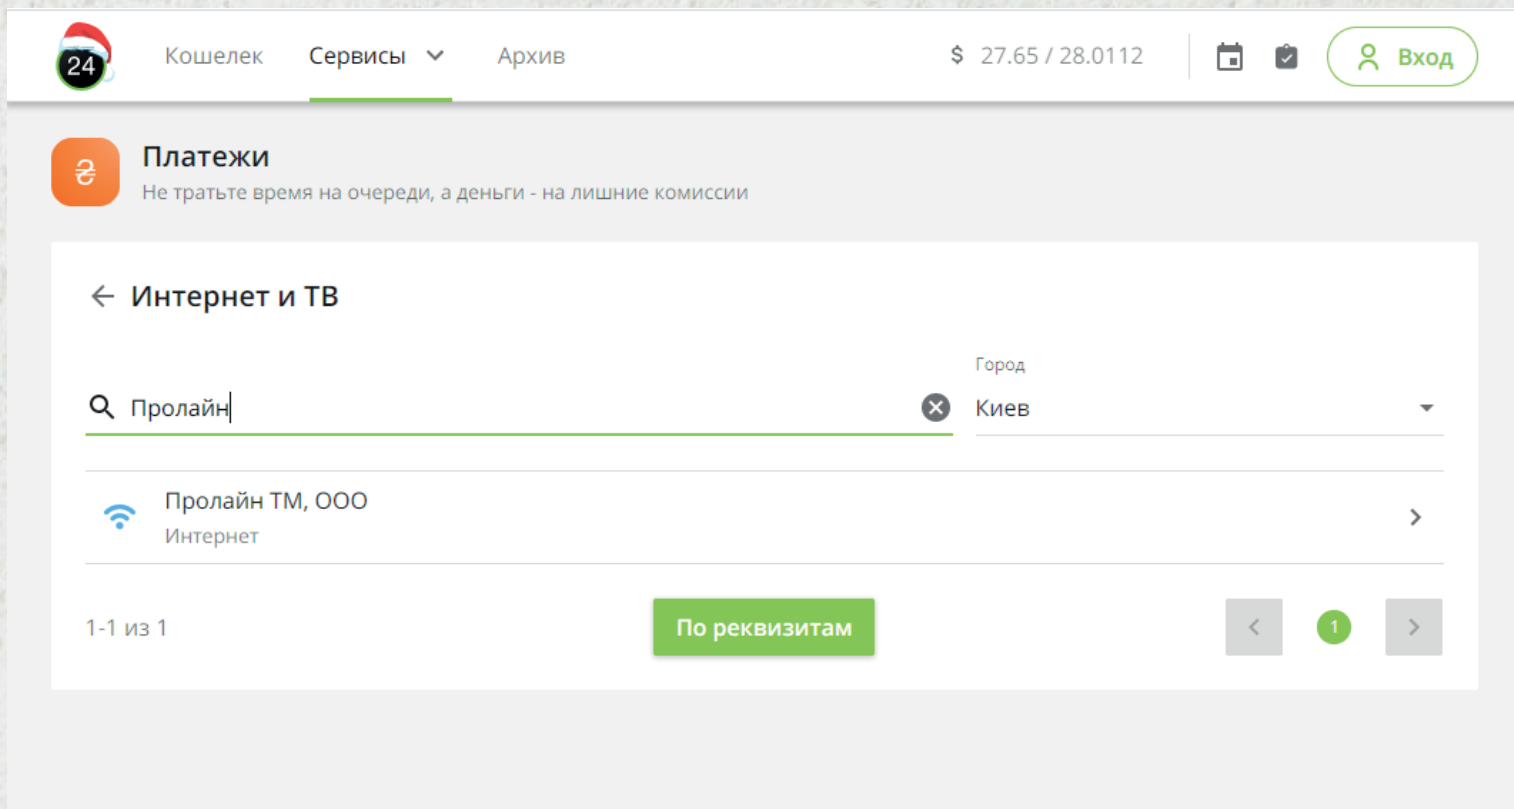 24
Кошелек Сервисы Архив $ 27.65 / 28.0112 Вход
₴
Платежи
Не тратьте время на очереди, а деньги - на лишние комиссии
Интернет и ТВ
Город
Пролайн Киев
Пролайн ТМ, ООО
Интернет
1-1 из 1 По реквизитам 1